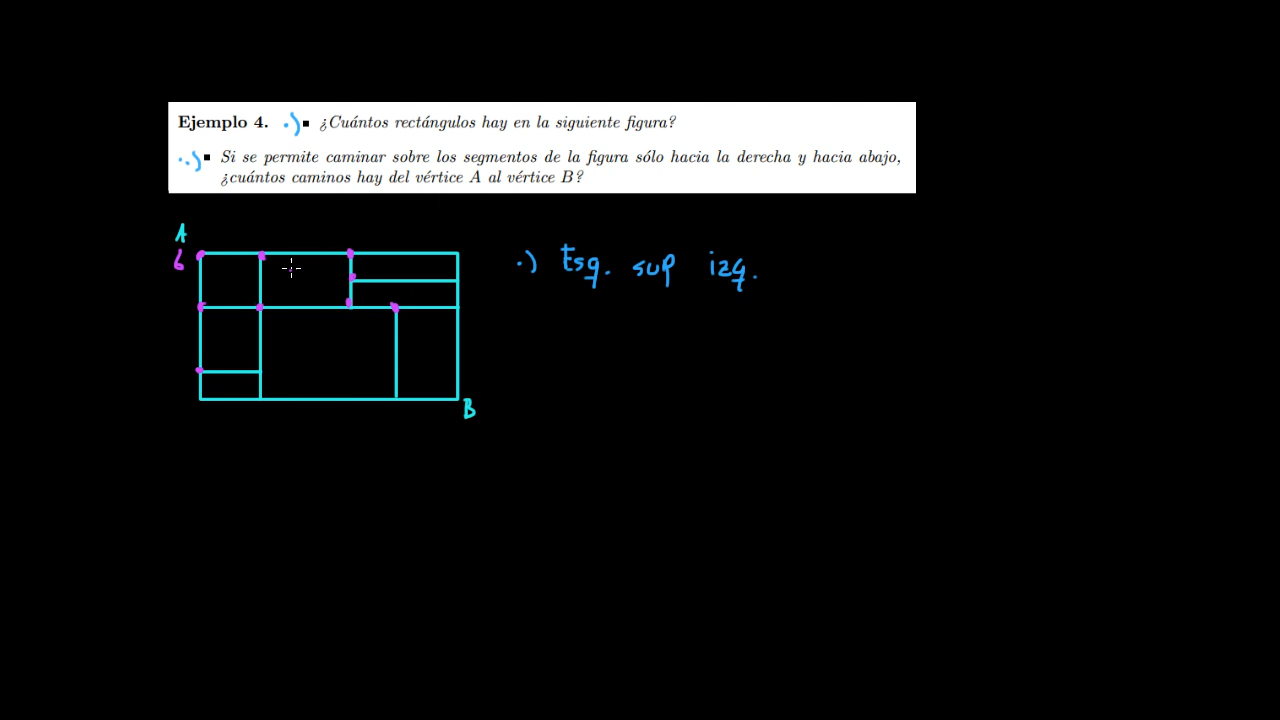 Ejemplo 4. ·) ▪ ¿Cuántos rectángulos hay en la siguiente figura?
··) ▪ Si se permite caminar sobre los segmentos de la figura sólo hacia la derecha y hacia abajo,
¿cuántos caminos hay del vértice A al vértice B?
A
6
·) Esq. sup izq.
B